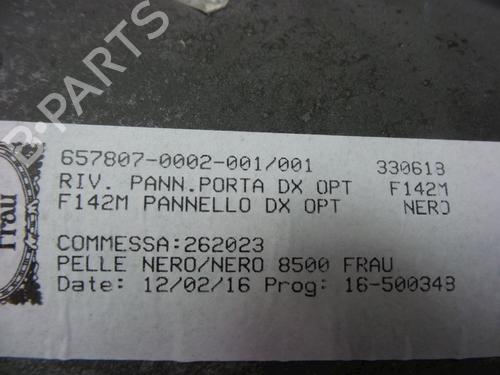 657807-0002-001/001 330618
RIV. PANN.PORTA DX OPT F142M
F142M PANNELLO DX OPT NERO
COMMESSA:262023
PELLE NERO/NERO 8500 FRAU
Date: 12/02/16 Prog: 16-500348
Frau
B-PARTS